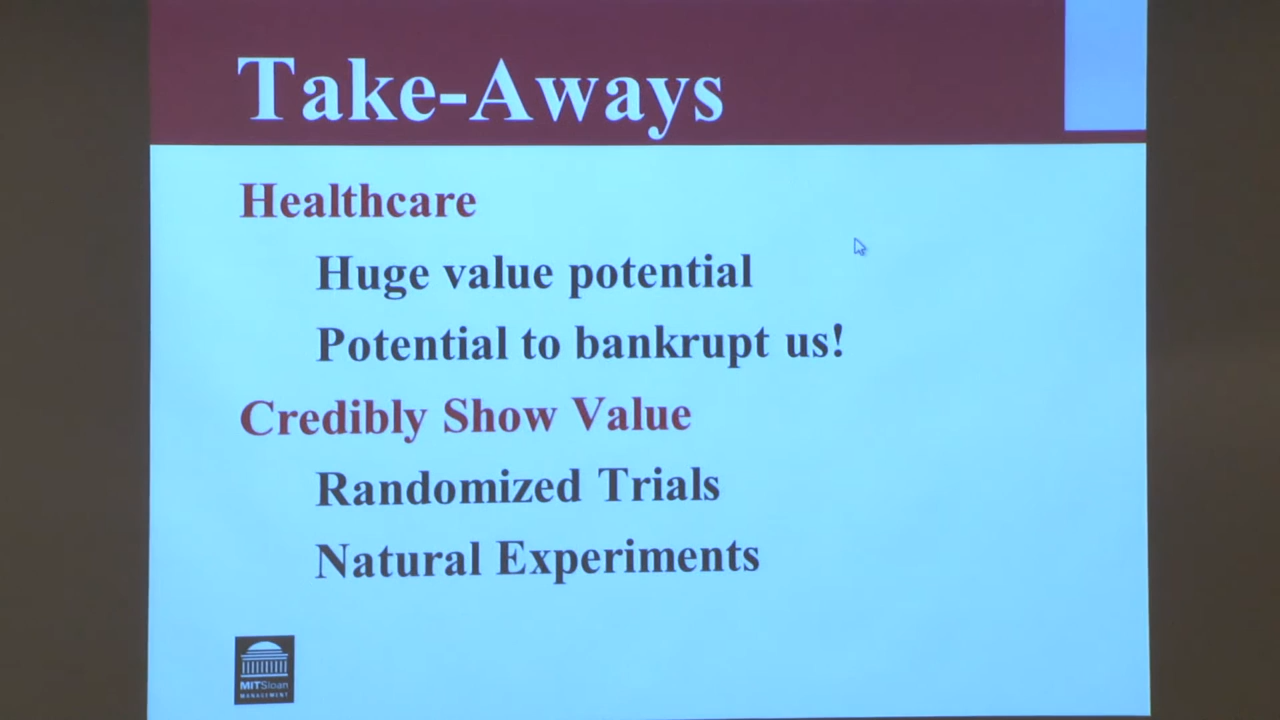 Take-Aways
Healthcare
Huge value potential
Potential to bankrupt us!
Credibly Show Value
Randomized Trials
Natural Experiments
MITSloan
MANAGEMENT